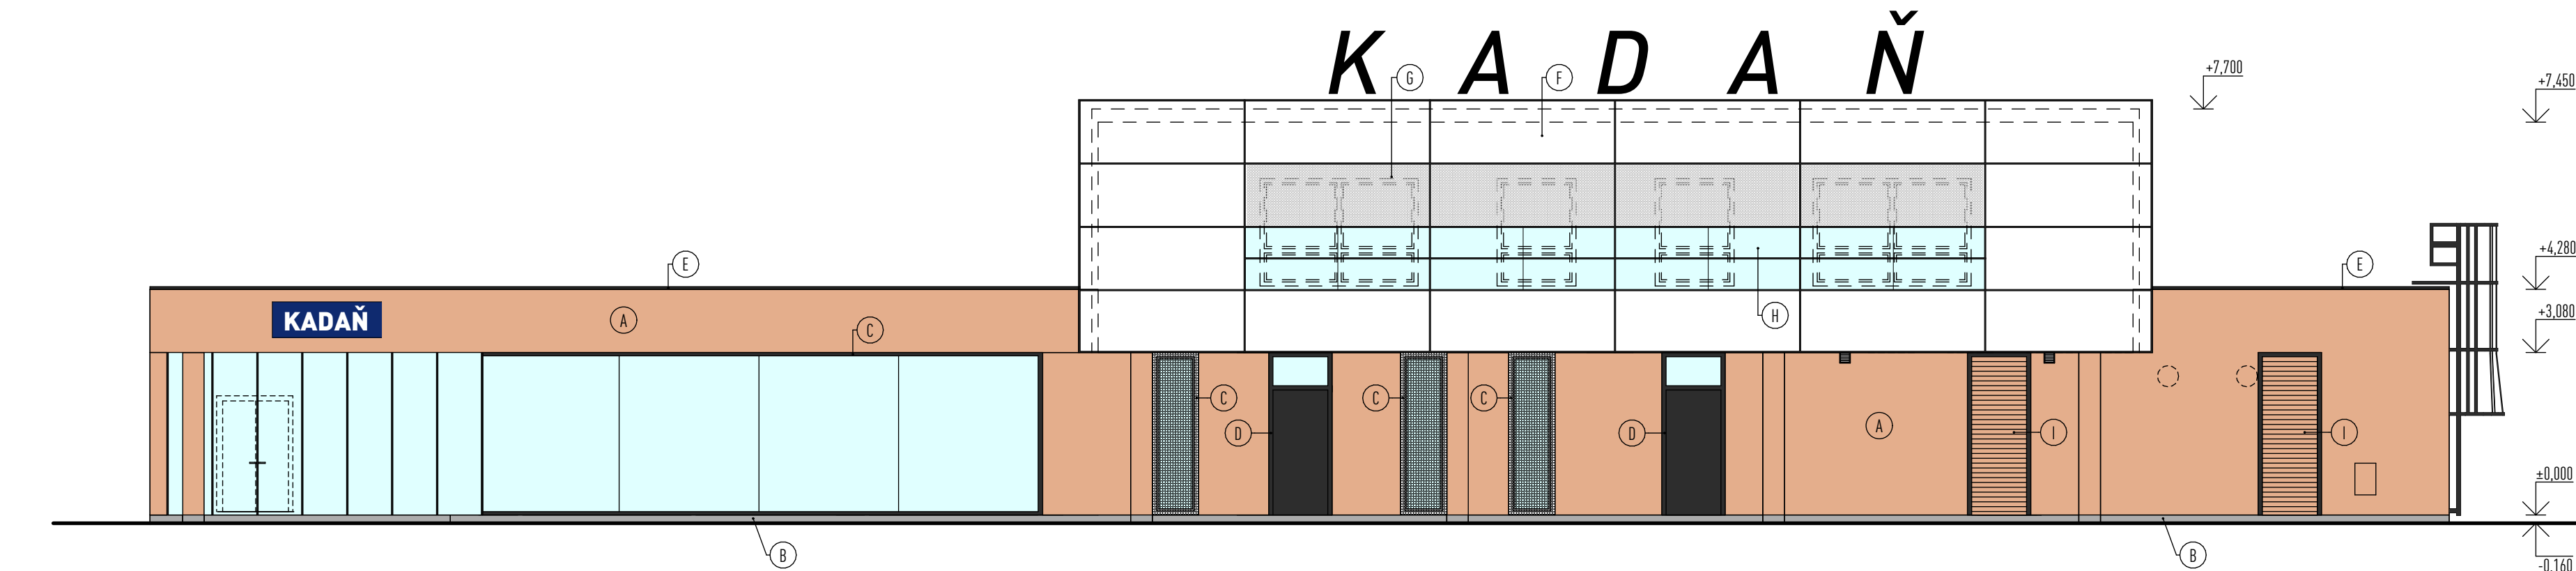 K A D A Ň
G
F
+7,700
+7,450
E
E
+4,280
KADAŇ
A
C
H
+3,080
C
C
C
D
D
A
I
I
±0,000
B
B
-0,160